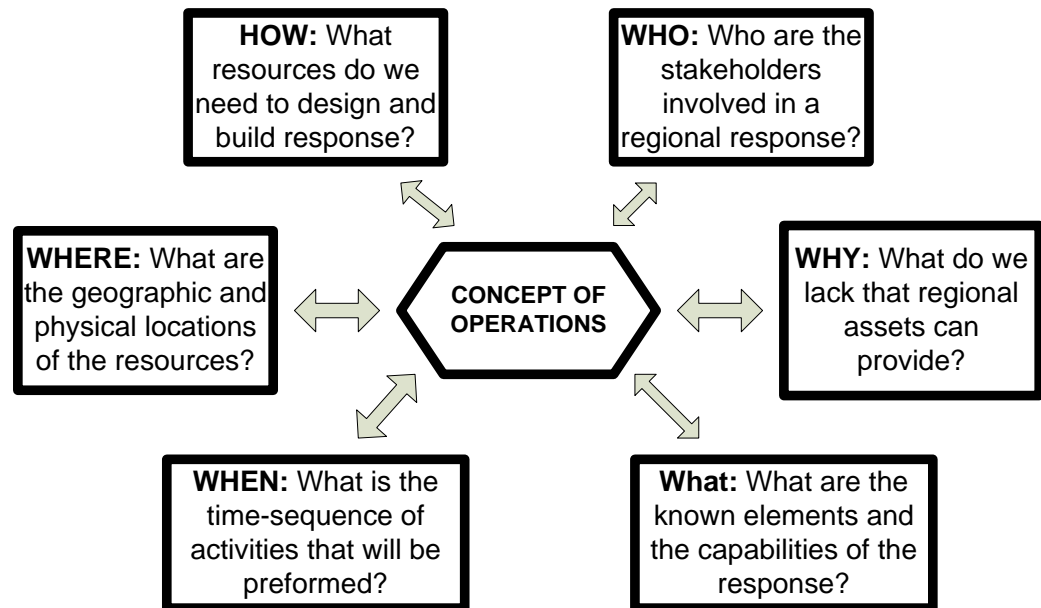 HOW: What
resources do we
need to design and
build response?
WHO: Who are the
stakeholders
involved in a
regional response?
WHERE: What are
the geographic and
physical locations
of the resources?
CONCEPT OF
OPERATIONS
WHY: What do we
lack that regional
assets can
provide?
WHEN: What is the
time-sequence of
activities that will be
preformed?
What: What are the
known elements and
the capabilities of the
response?